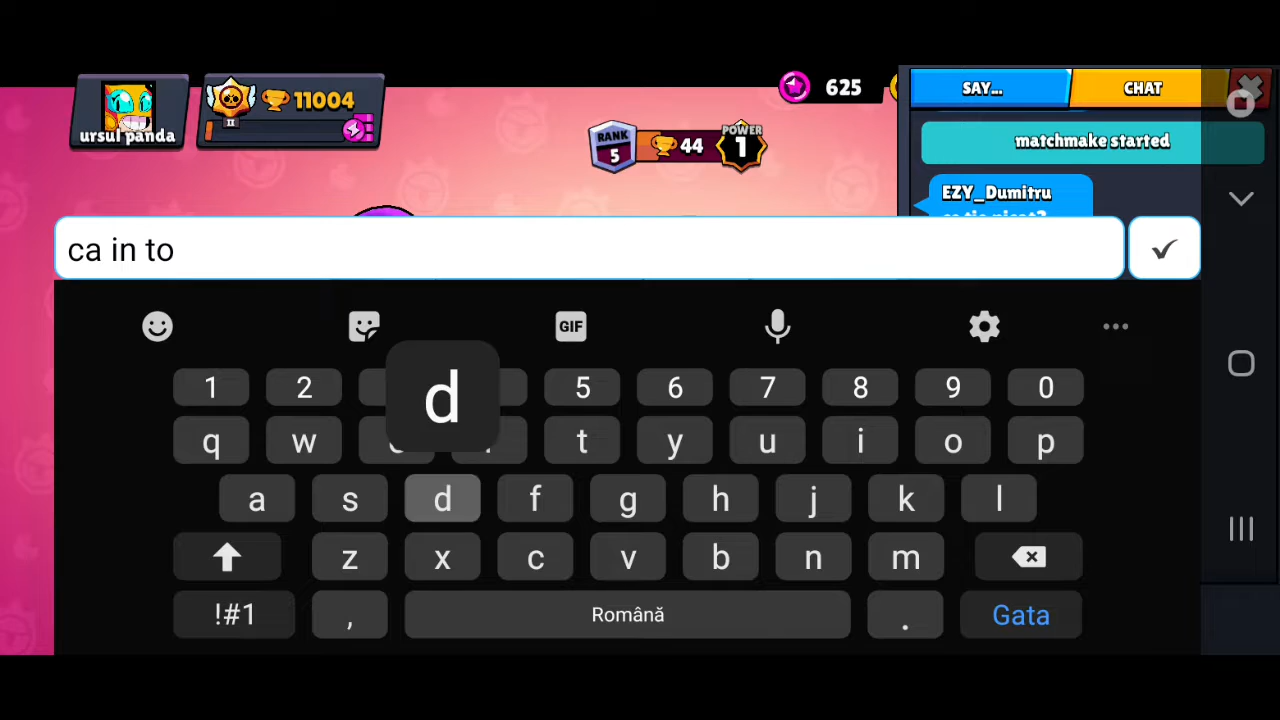 ursul panda
II
11004
RANK
5
44
POWER
1
625
SAY...
CHAT
matchmake started
EZY_Dumitru
ca in to
GIF
d
1 2 5 6 7 8 9 0
q w t y u i o p
a s d f g h j k l
z x c v b n m
!#1 , Română . Gata